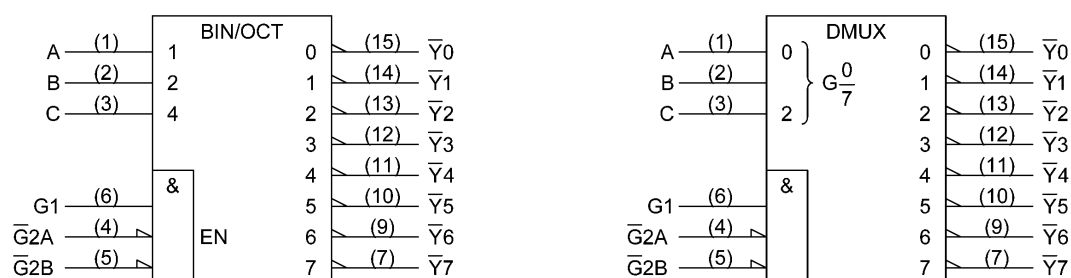 BIN/OCT
A (1) 1 0 (15) Y̅0
B (2) 2 1 (14) Y̅1
C (3) 4 2 (13) Y̅2
3 (12) Y̅3
& 4 (11) Y̅4
G1 (6) 5 (10) Y̅5
G̅2A (4) EN 6 (9) Y̅6
G̅2B (5) 7 (7) Y̅7
DMUX
A (1) 0 0 (15) Y̅0
B (2) G0/7 1 (14) Y̅1
C (3) 2 2 (13) Y̅2
3 (12) Y̅3
& 4 (11) Y̅4
G1 (6) 5 (10) Y̅5
G̅2A (4) 6 (9) Y̅6
G̅2B (5) 7 (7) Y̅7